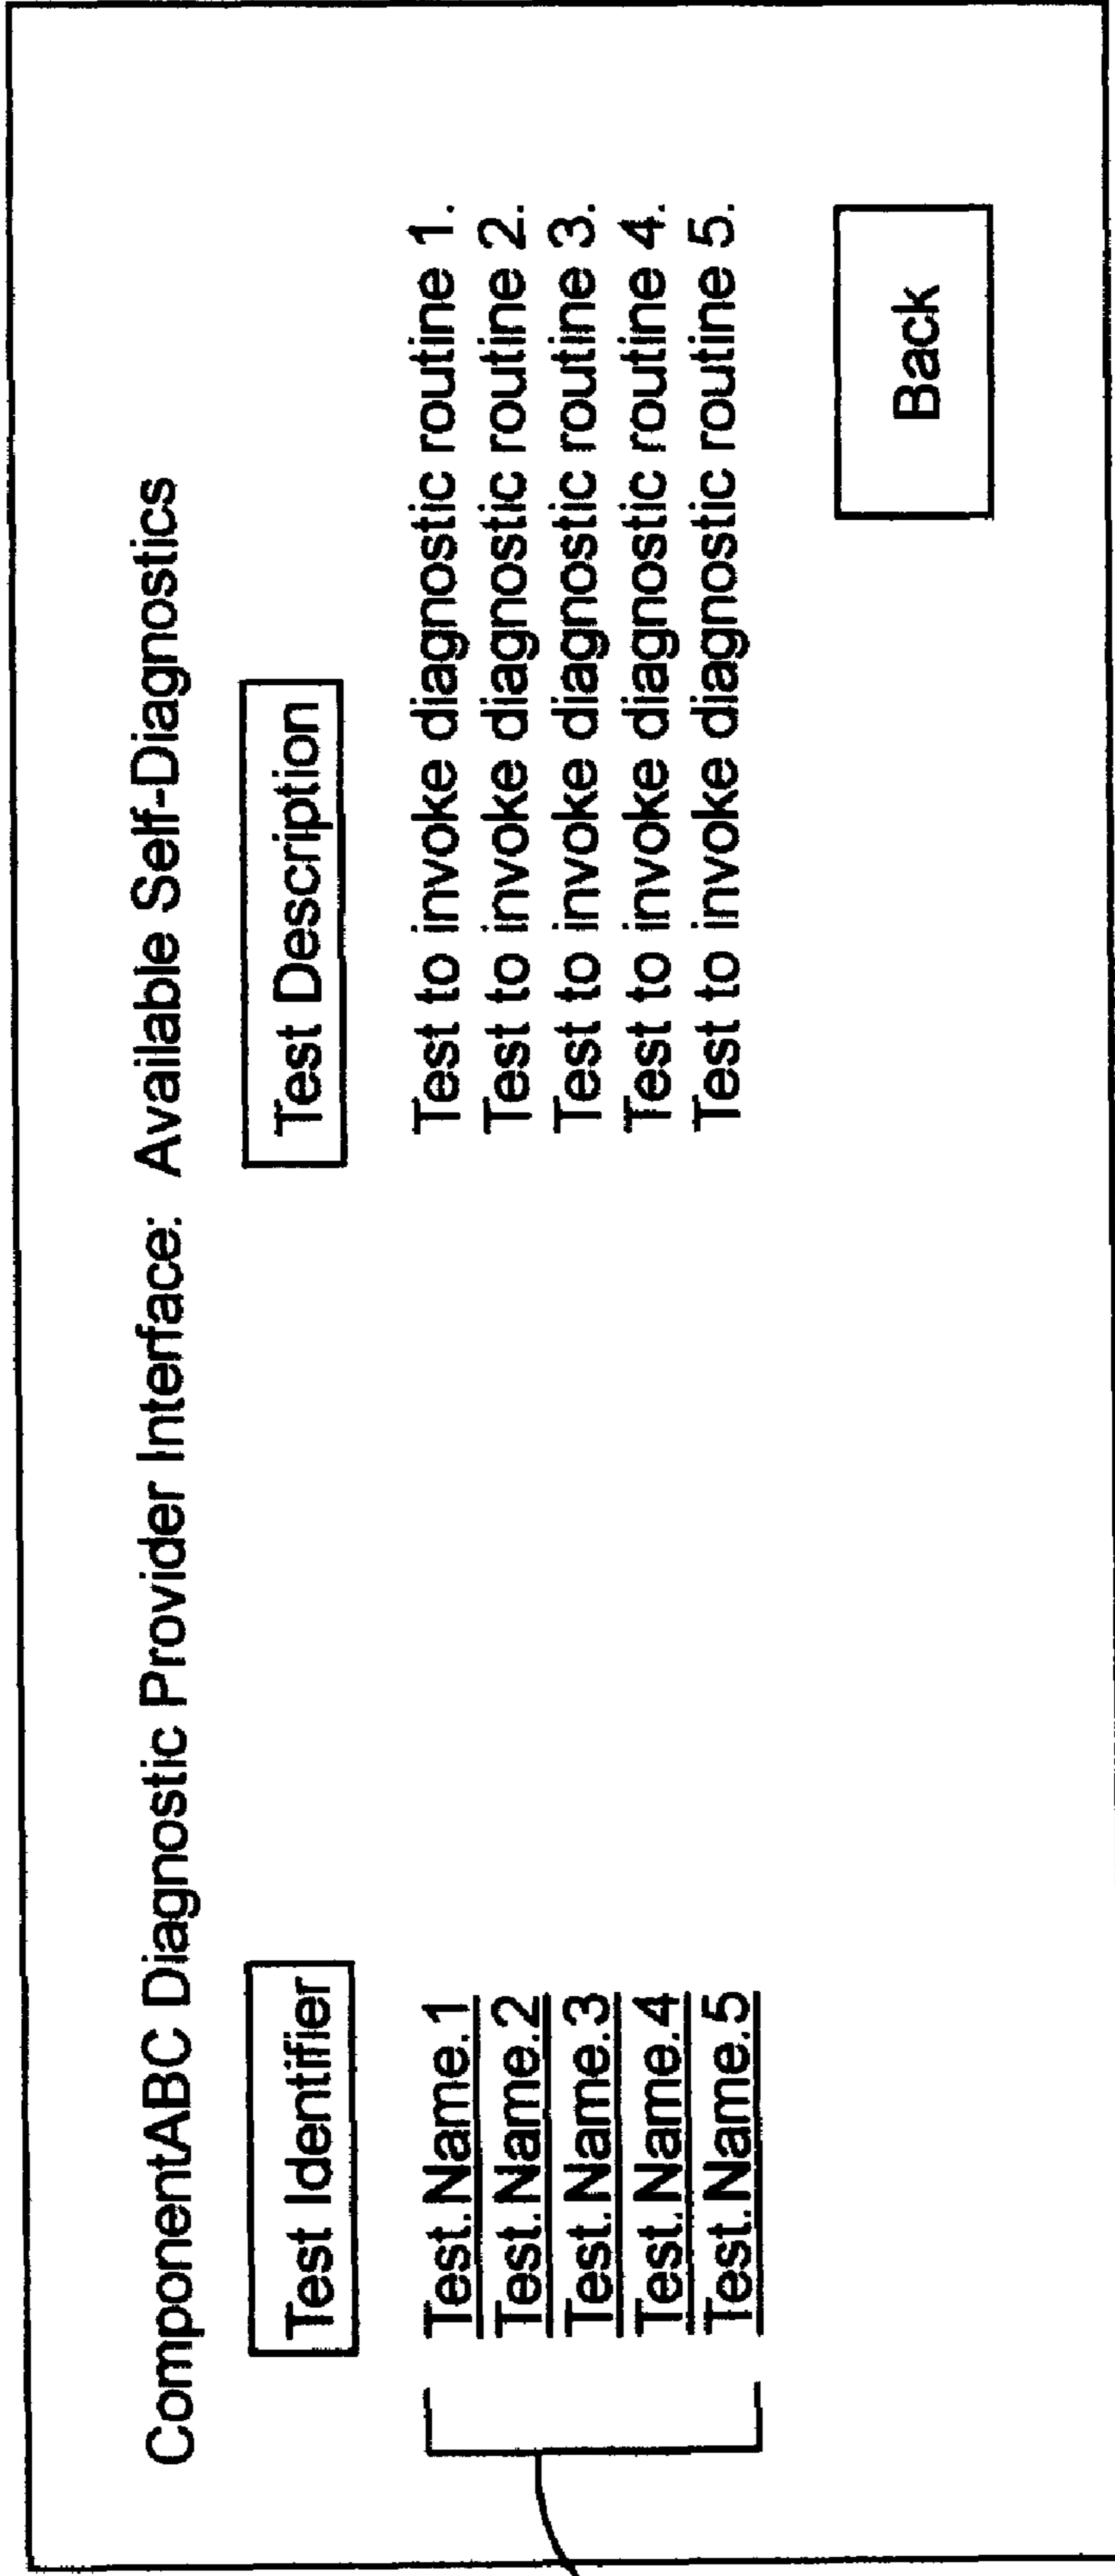 ComponentABC Diagnostic Provider Interface: Available Self-Diagnostics
Test Identifier Test Description
Test.Name.1 Test to invoke diagnostic routine 1.
Test.Name.2 Test to invoke diagnostic routine 2.
Test.Name.3 Test to invoke diagnostic routine 3.
Test.Name.4 Test to invoke diagnostic routine 4.
Test.Name.5 Test to invoke diagnostic routine 5.
Back